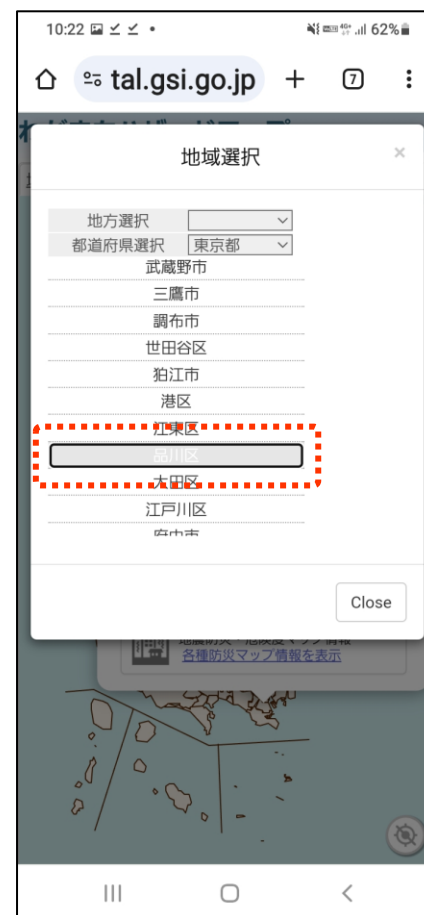 10:22 62%
tal.gsi.go.jp 7
地域選択 ×
地方選択
都道府県選択 東京都
武蔵野市
三鷹市
調布市
世田谷区
狛江市
港区
江東区
品川区
大田区
江戸川区
府中市
Close
各種防災マップ情報を表示